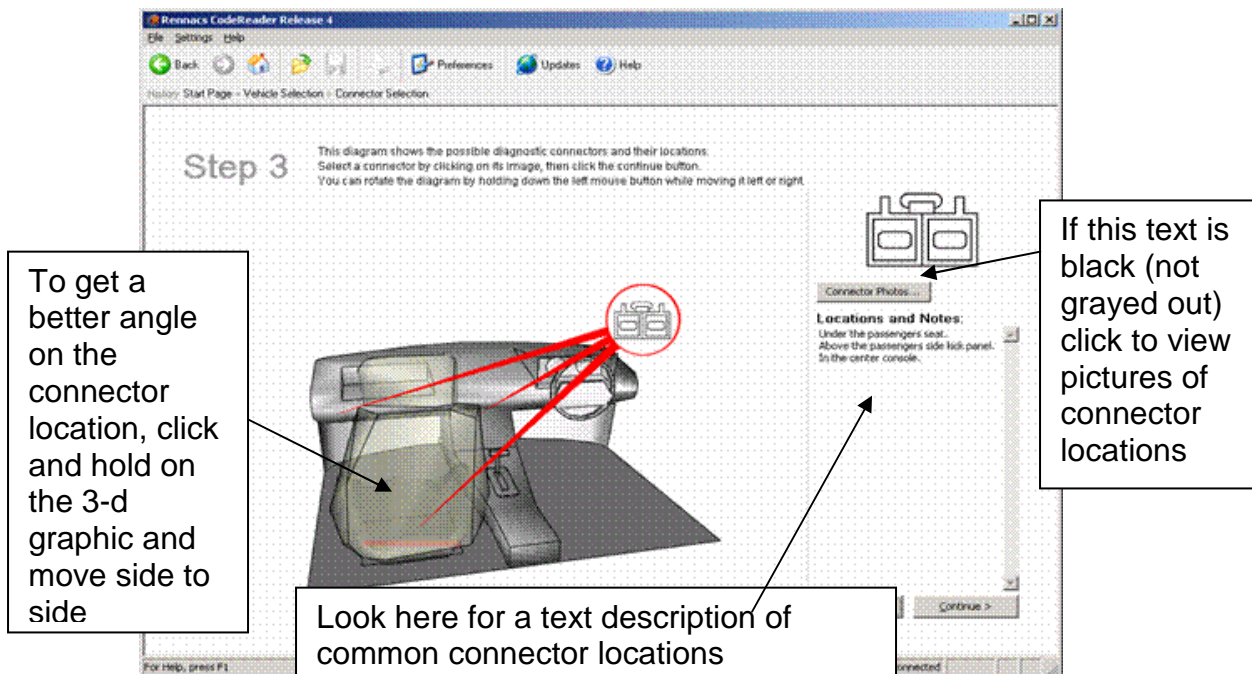 Rennacs CodeReader Release 4
File Settings Help
Back Preferences Updates Help
History Start Page - Vehicle Selection - Connector Selection
Step 3
This diagram shows the possible diagnostic connectors and their locations.
Select a connector by clicking on its image, then click the continue button.
You can rotate the diagram by holding down the left mouse button while moving it left or right.
Connector Photos...
Locations and Notes:
Under the passengers seat.
Above the passengers side kick panel.
In the center console.
To get a
better angle
on the
connector
location, click
and hold on
the 3-d
graphic and
move side to
side
If this text is
black (not
grayed out)
click to view
pictures of
connector
locations
Look here for a text description of
common connector locations
Continue >
For Help, press F1